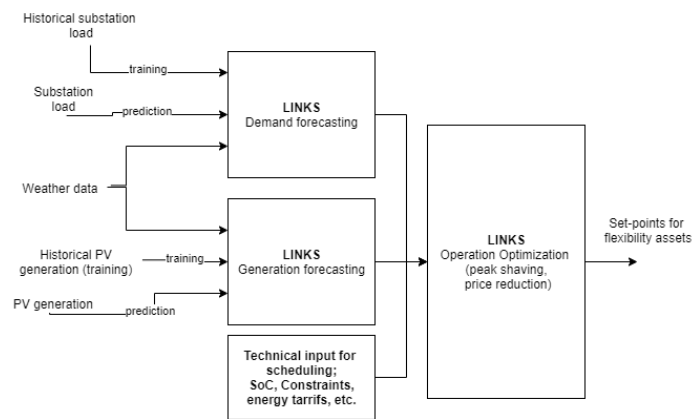 Historical substation
load
training
Substation
load
prediction
LINKS
Demand forecasting
Weather data
Historical PV
generation (training)
training
PV generation
prediction
LINKS
Generation forecasting
Technical input for
scheduling;
SoC, Constraints,
energy tarrifs, etc.
LINKS
Operation Optimization
(peak shaving,
price reduction)
Set-points for
flexibility assets